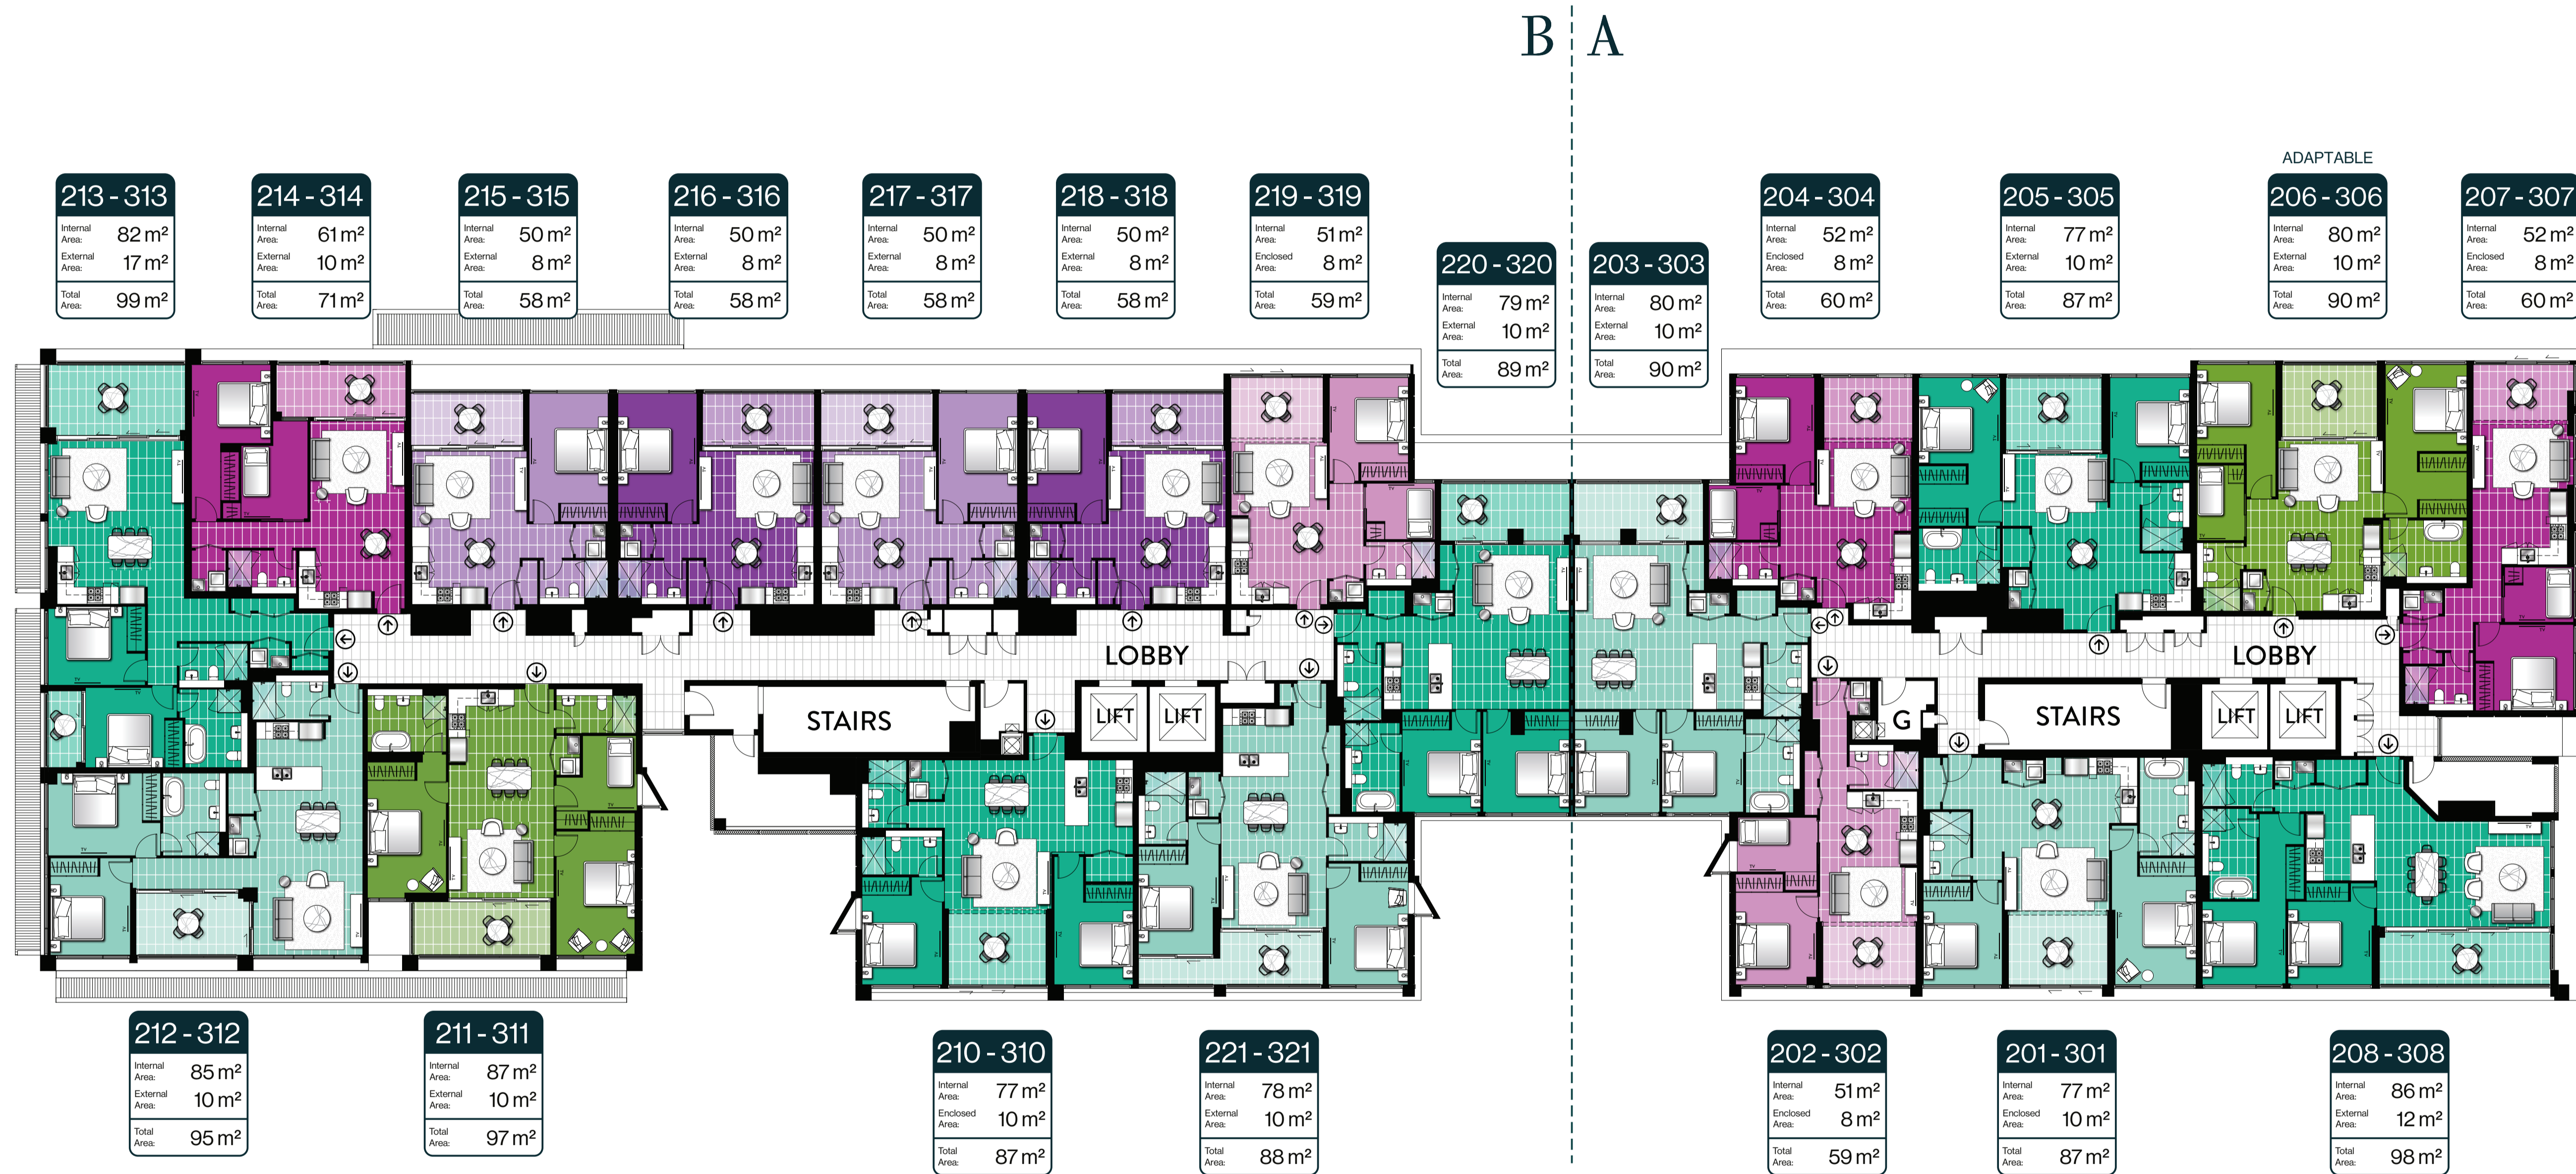 B A
ADAPTABLE
213 - 313
Internal Area: 82 m²
External Area: 17 m²
Total Area: 99 m²
214 - 314
Internal Area: 61 m²
External Area: 10 m²
Total Area: 71 m²
215 - 315
Internal Area: 50 m²
External Area: 8 m²
Total Area: 58 m²
216 - 316
Internal Area: 50 m²
External Area: 8 m²
Total Area: 58 m²
217 - 317
Internal Area: 50 m²
External Area: 8 m²
Total Area: 58 m²
218 - 318
Internal Area: 50 m²
External Area: 8 m²
Total Area: 58 m²
219 - 319
Internal Area: 51 m²
Enclosed Area: 8 m²
Total Area: 59 m²
220 - 320
Internal Area: 79 m²
External Area: 10 m²
Total Area: 89 m²
203 - 303
Internal Area: 80 m²
External Area: 10 m²
Total Area: 90 m²
204 - 304
Internal Area: 52 m²
Enclosed Area: 8 m²
Total Area: 60 m²
205 - 305
Internal Area: 77 m²
External Area: 10 m²
Total Area: 87 m²
206 - 306
Internal Area: 80 m²
External Area: 10 m²
Total Area: 90 m²
207 - 307
Internal Area: 52 m²
Enclosed Area: 8 m²
Total Area: 60 m²
LOBBY
LOBBY
STAIRS
LIFT
LIFT
G
STAIRS
LIFT
LIFT
212 - 312
Internal Area: 85 m²
External Area: 10 m²
Total Area: 95 m²
211 - 311
Internal Area: 87 m²
External Area: 10 m²
Total Area: 97 m²
210 - 310
Internal Area: 77 m²
Enclosed Area: 10 m²
Total Area: 87 m²
221 - 321
Internal Area: 78 m²
External Area: 10 m²
Total Area: 88 m²
202 - 302
Internal Area: 51 m²
Enclosed Area: 8 m²
Total Area: 59 m²
201 - 301
Internal Area: 77 m²
Enclosed Area: 10 m²
Total Area: 87 m²
208 - 308
Internal Area: 86 m²
External Area: 12 m²
Total Area: 98 m²